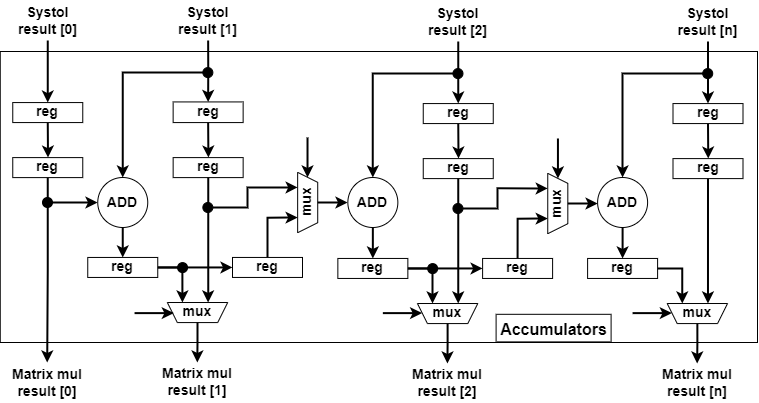 Systol
result [0]
Systol
result [1]
Systol
result [2]
Systol
result [n]
reg
reg
reg
reg
reg
reg
reg
reg
ADD
mux
ADD
mux
ADD
reg
reg
reg
reg
reg
mux
mux
mux
Accumulators
Matrix mul
result [0]
Matrix mul
result [1]
Matrix mul
result [2]
Matrix mul
result [n]